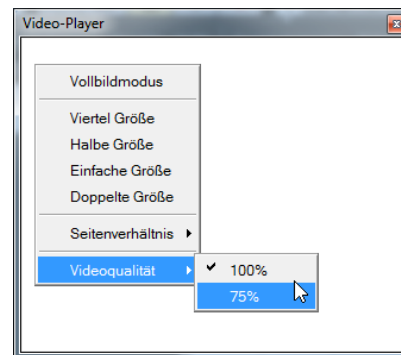 Video-Player
Vollbildmodus
Viertel Größe
Halbe Größe
Einfache Größe
Doppelte Größe
Seitenverhältnis
Videoqualität
100%
75%